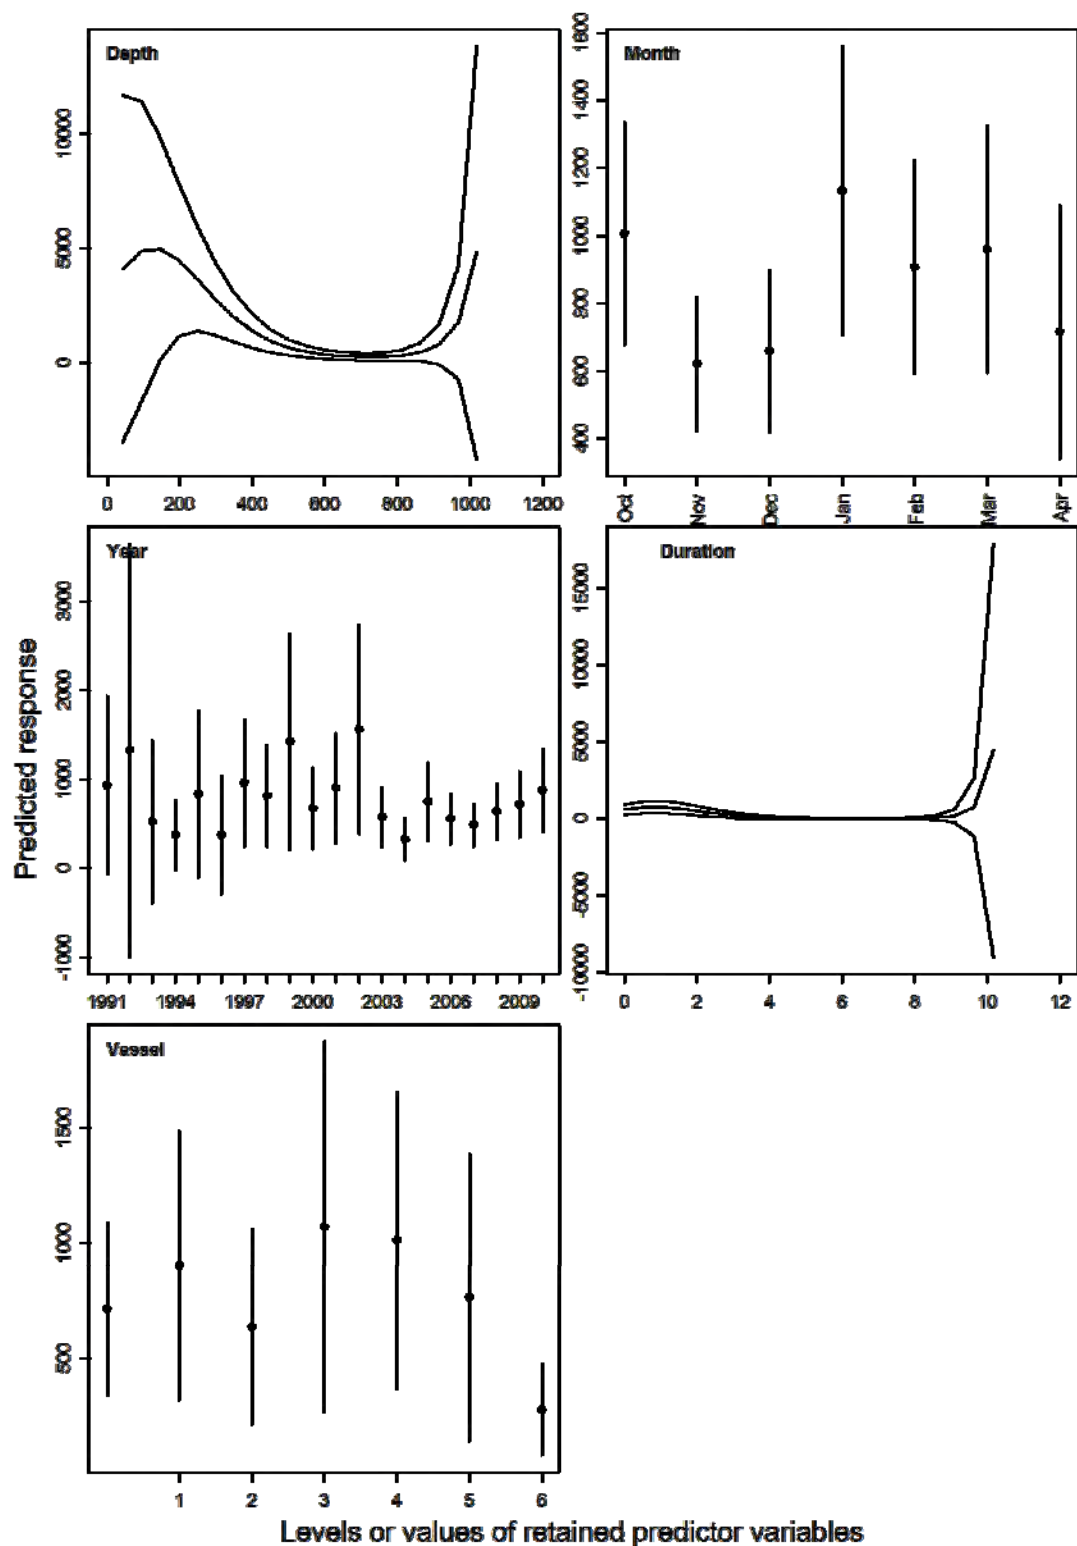 Depth
10000
5000
0
0 200 400 600 800 1000 1200
Month
1600
1400
1200
1000
800
600
400
Oct Nov Dec Jan Feb Mar Apr
Year
3000
2000
1000
0
-1000
1991 1994 1997 2000 2003 2006 2009
Duration
15000
10000
5000
0
-5000
-10000
0 2 4 6 8 10 12
Predicted response
Vessel
1500
1000
500
1 2 3 4 5 6
Levels or values of retained predictor variables